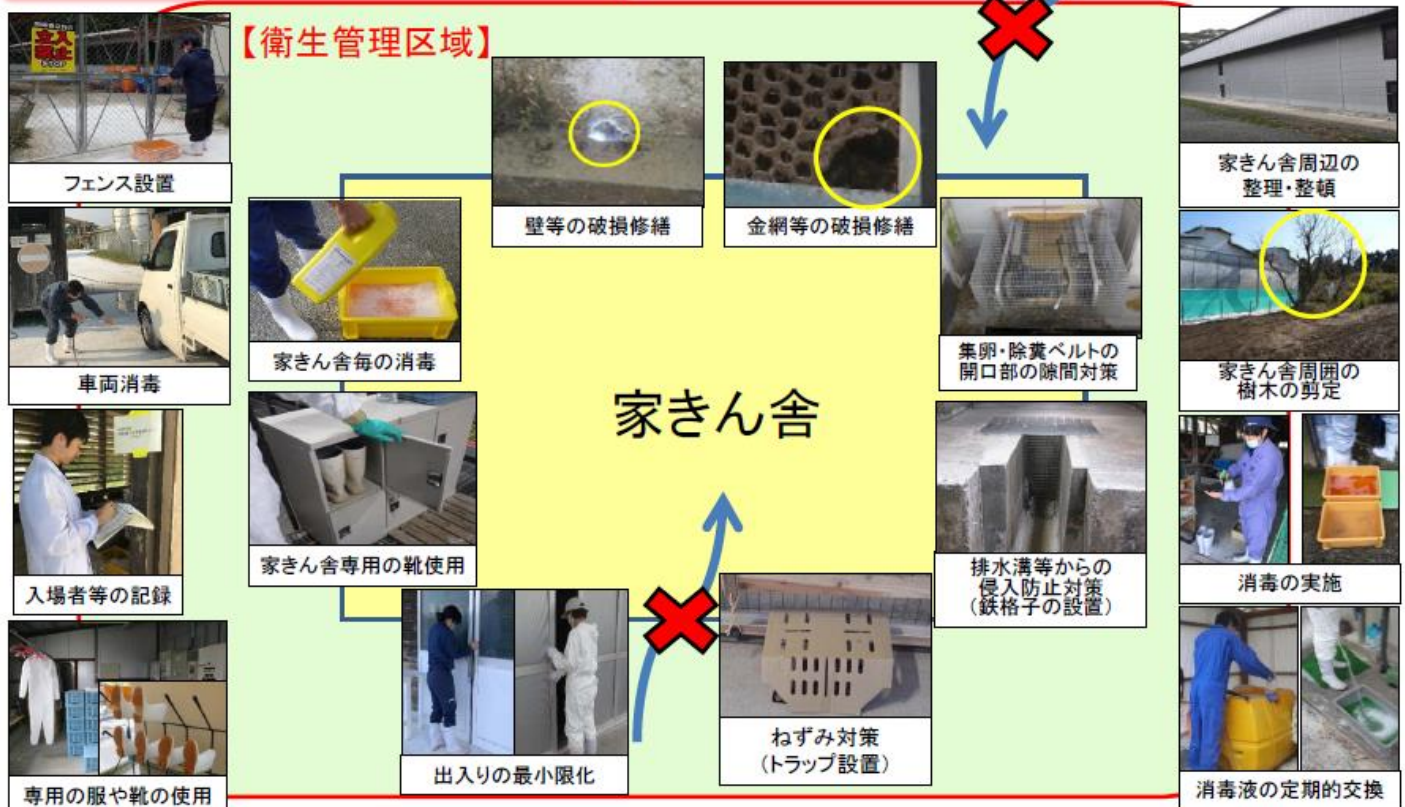 【衛生管理区域】
立入
禁止
フェンス設置
車両消毒
入場者等の記録
専用の服や靴の使用
壁等の破損修繕
金網等の破損修繕
家きん舎毎の消毒
家きん舎専用の靴使用
家きん舎
集卵・除糞ベルトの
開口部の隙間対策
排水溝等からの
侵入防止対策
(鉄格子の設置)
出入りの最小限化
ねずみ対策
(トラップ設置)
家きん舎周辺の
整理・整頓
家きん舎周囲の
樹木の剪定
消毒の実施
消毒液の定期的交換